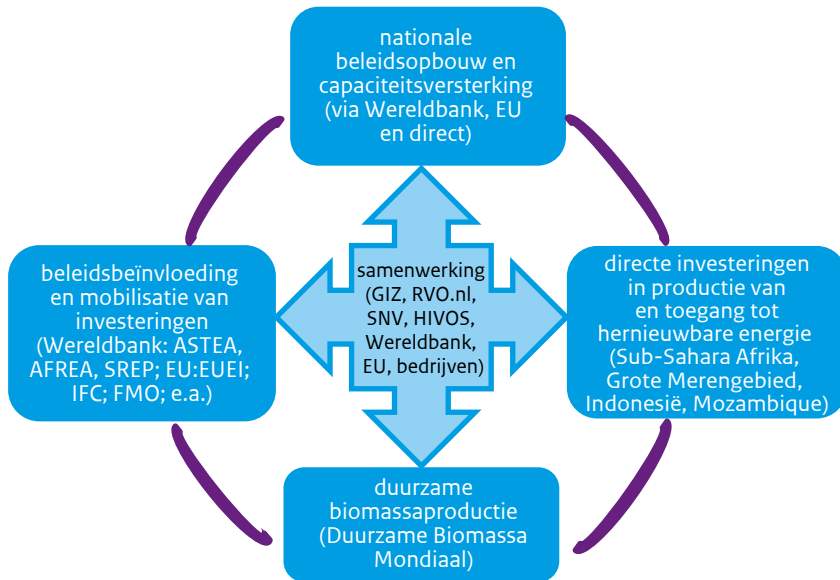 nationale
beleidsopbouw en
capaciteitsversterking
(via Wereldbank, EU
en direct)
beleidsbeïnvloeding
en mobilisatie van
investeringen
(Wereldbank: ASTEA,
AFREA, SREP; EU:EUEI;
IFC; FMO; e.a.)
samenwerking
(GIZ, RVO.nl,
SNV, HIVOS,
Wereldbank,
EU, bedrijven)
directe investeringen
in productie van
en toegang tot
hernieuwbare energie
(Sub-Sahara Afrika,
Grote Merengebied,
Indonesië, Mozambique)
duurzame
biomassaproductie
(Duurzame Biomassa
Mondiaal)